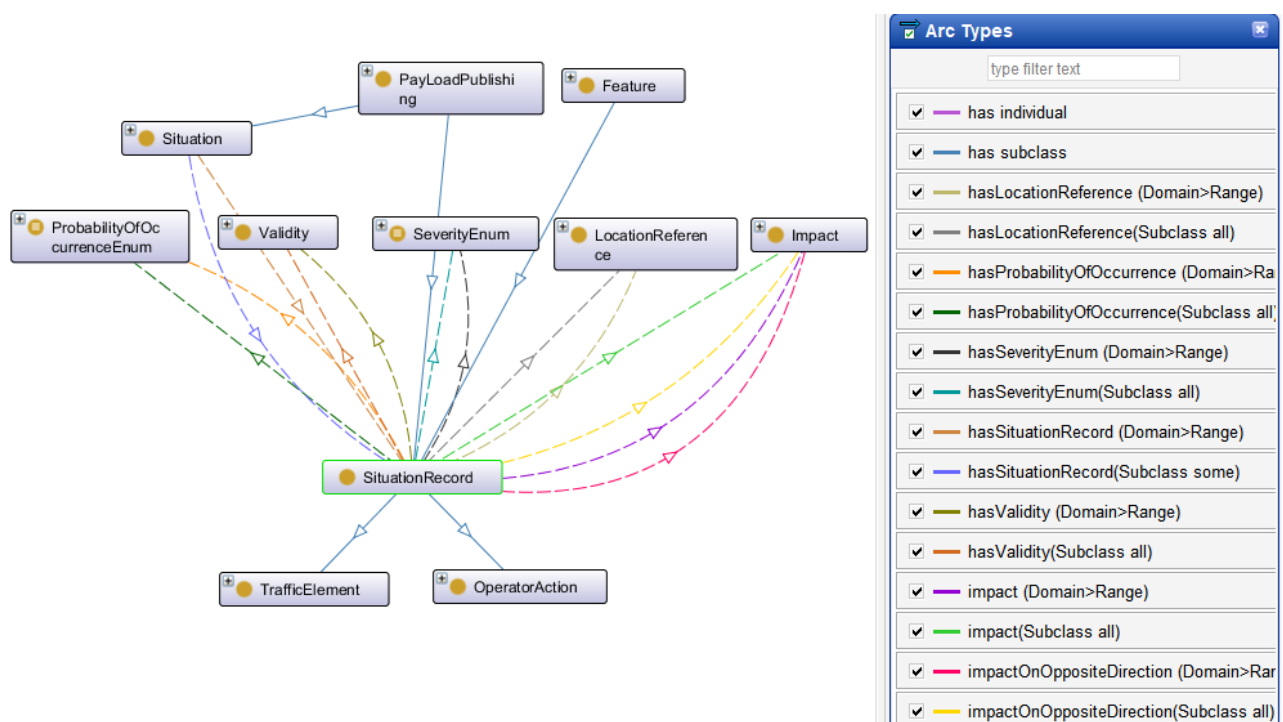 PayLoadPublishi
ng
Feature
Situation
ProbabilityOfOc
currenceEnum
Validity
SeverityEnum
LocationReferen
ce
Impact
SituationRecord
TrafficElement
OperatorAction
Arc Types
type filter text
has individual
has subclass
hasLocationReference (Domain>Range)
hasLocationReference(Subclass all)
hasProbabilityOfOccurrence (Domain>Ra
hasProbabilityOfOccurrence(Subclass all
hasSeverityEnum (Domain>Range)
hasSeverityEnum(Subclass all)
hasSituationRecord (Domain>Range)
hasSituationRecord(Subclass some)
hasValidity (Domain>Range)
hasValidity(Subclass all)
impact (Domain>Range)
impact(Subclass all)
impactOnOppositeDirection (Domain>Ran
impactOnOppositeDirection(Subclass all)